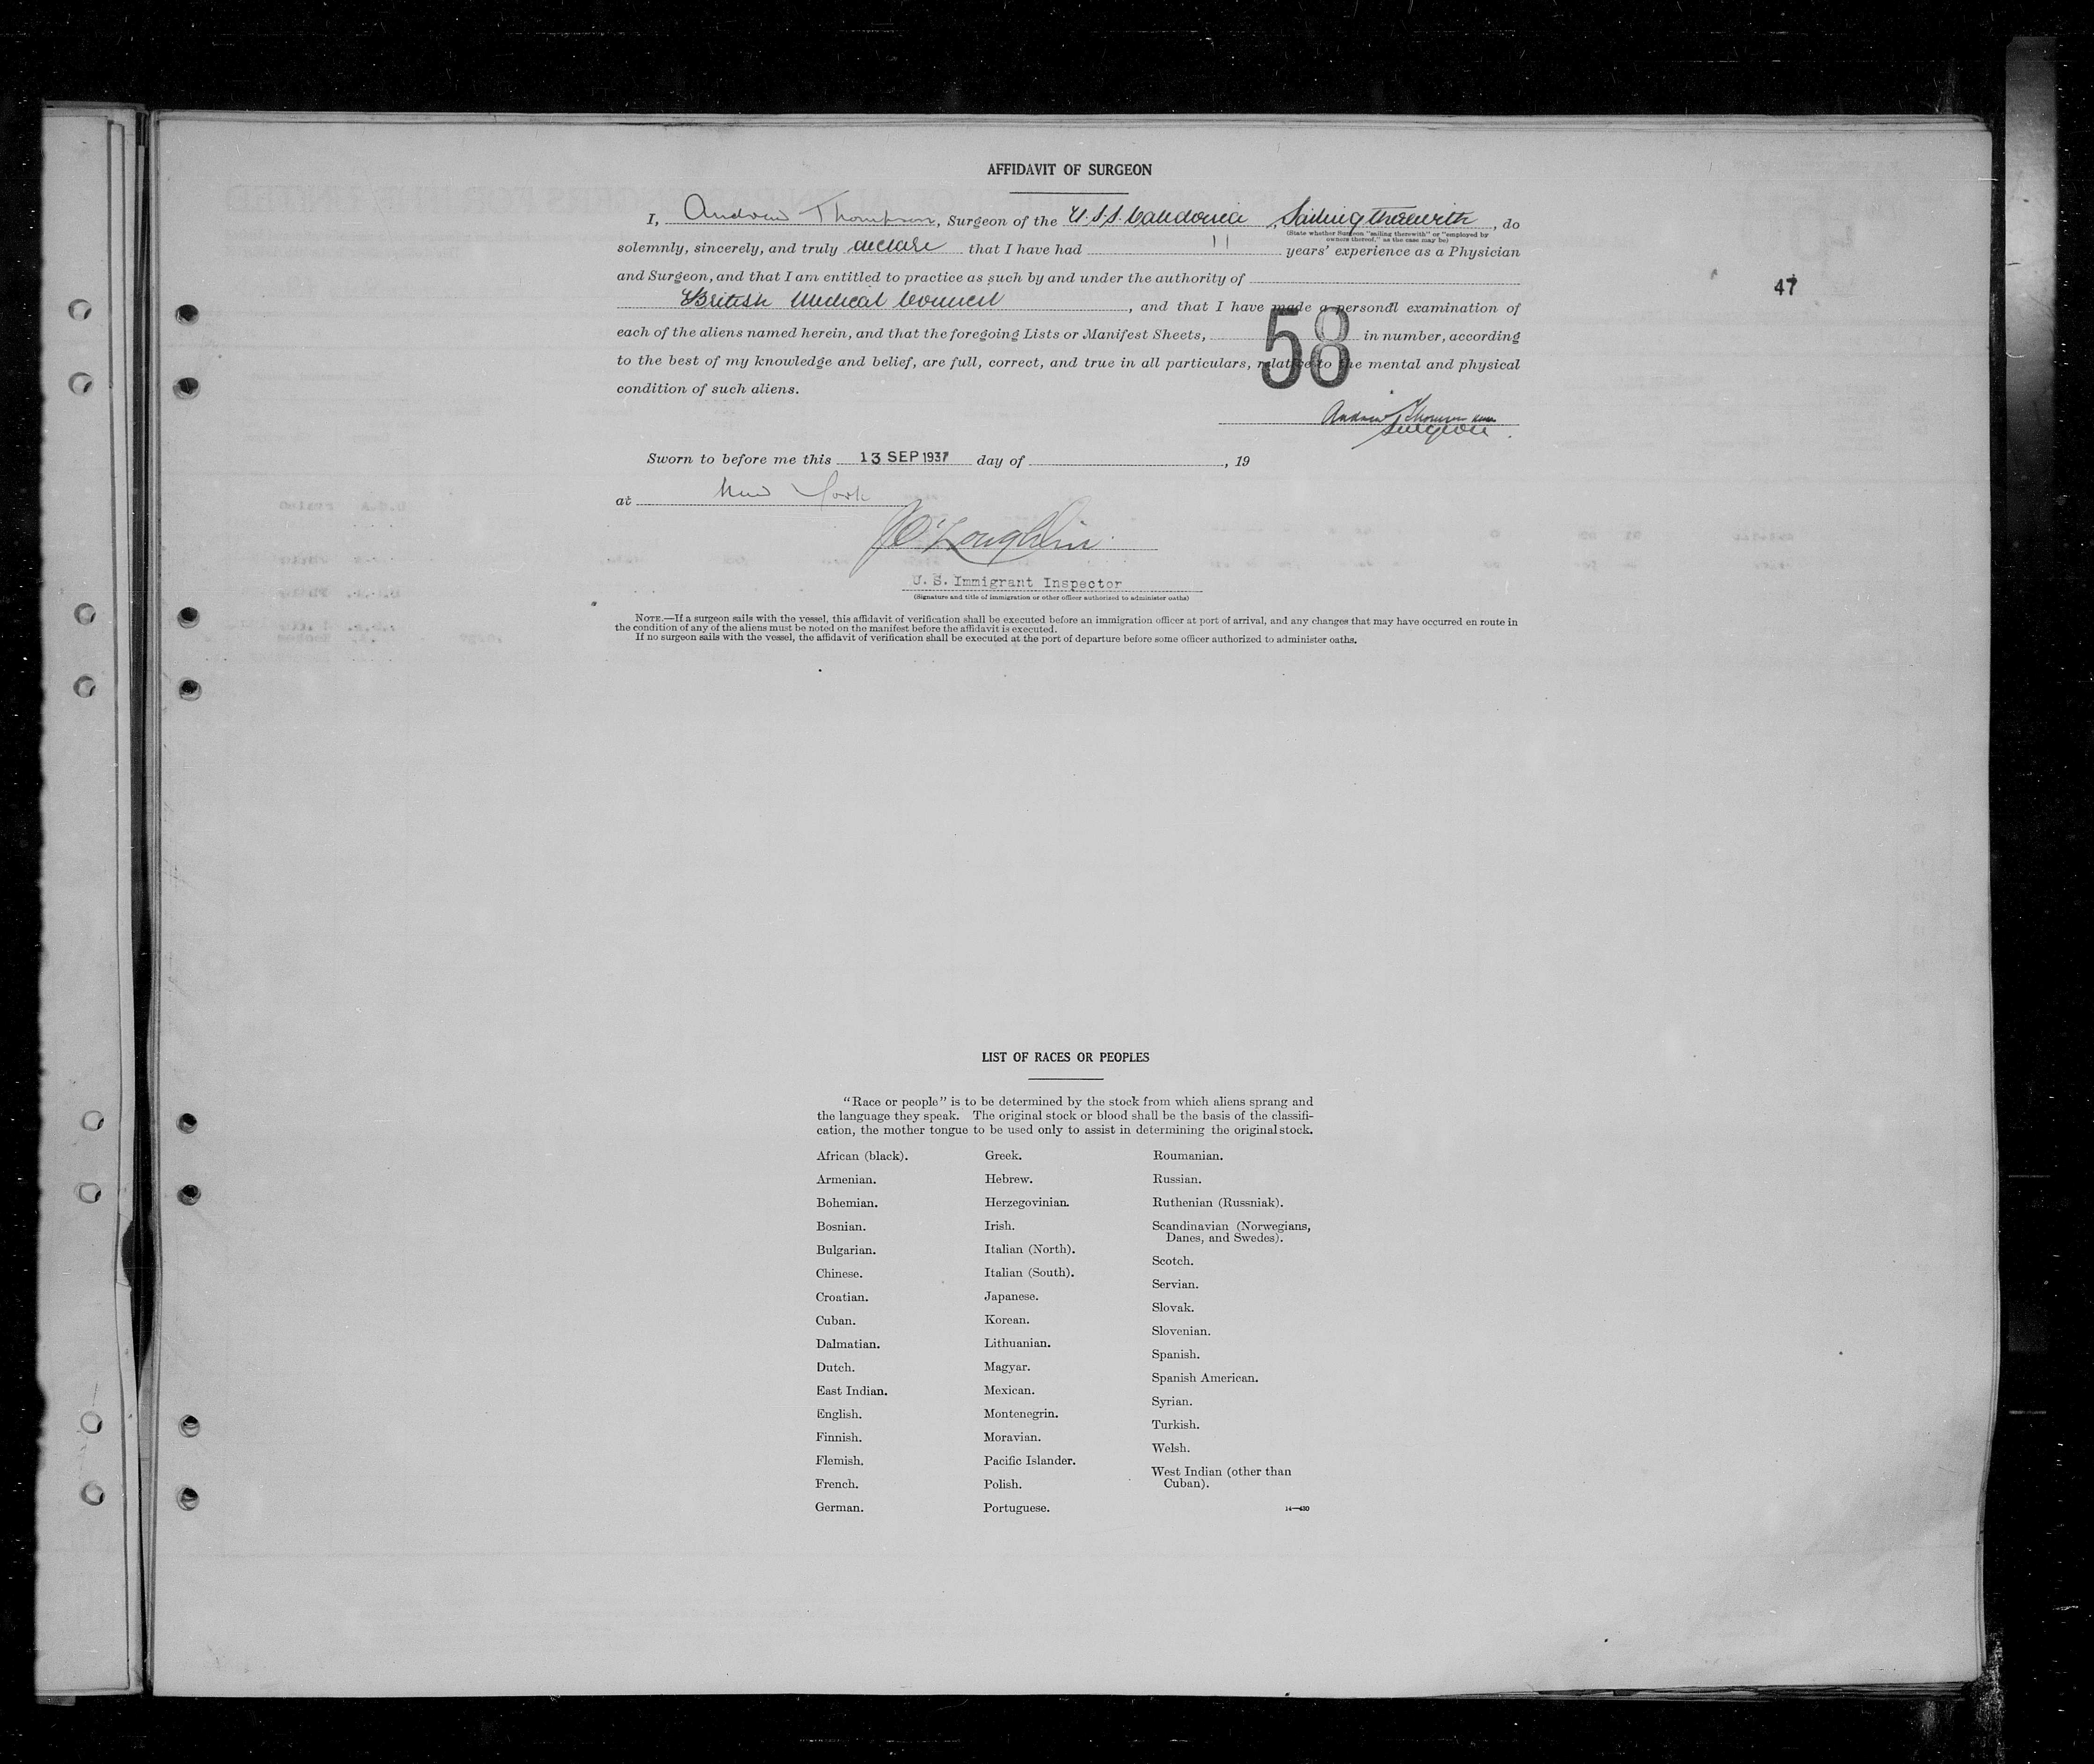 AFFIDAVIT OF SURGEON
I, Andrew Thompson, Surgeon of the U.S.S. Caledonia, Sailing therewith, do
(State whether Surgeon "sailing therewith" or "employed by
owners thereof," as the case may be)
solemnly, sincerely, and truly declare that I have had 11 years' experience as a Physician
and Surgeon, and that I am entitled to practice as such by and under the authority of
British Medical Council, and that I have made a personal examination of
47
each of the aliens named herein, and that the foregoing Lists or Manifest Sheets, 58 in number, according
to the best of my knowledge and belief, are full, correct, and true in all particulars, relative to the mental and physical
condition of such aliens.
Andrew Thomson
Surgeon.
Sworn to before me this 13 SEP 1937 day of , 19
at New York
J O'Loughlin
U. S. Immigrant Inspector
(Signature and title of immigration or other officer authorized to administer oaths)
NOTE.—If a surgeon sails with the vessel, this affidavit of verification shall be executed before an immigration officer at port of arrival, and any changes that may have occurred en route in
the condition of any of the aliens must be noted on the manifest before the affidavit is executed.
If no surgeon sails with the vessel, the affidavit of verification shall be executed at the port of departure before some officer authorized to administer oaths.
LIST OF RACES OR PEOPLES
"Race or people" is to be determined by the stock from which aliens sprang and
the language they speak. The original stock or blood shall be the basis of the classifi-
cation, the mother tongue to be used only to assist in determining the original stock.
African (black).
Armenian.
Bohemian.
Bosnian.
Bulgarian.
Chinese.
Croatian.
Cuban.
Dalmatian.
Dutch.
East Indian.
English.
Finnish.
Flemish.
French.
German.
Greek.
Hebrew.
Herzegovinian.
Irish.
Italian (North).
Italian (South).
Japanese.
Korean.
Lithuanian.
Magyar.
Mexican.
Montenegrin.
Moravian.
Pacific Islander.
Polish.
Portuguese.
Roumanian.
Russian.
Ruthenian (Russniak).
Scandinavian (Norwegians,
Danes, and Swedes).
Scotch.
Servian.
Slovak.
Slovenian.
Spanish.
Spanish American.
Syrian.
Turkish.
Welsh.
West Indian (other than
Cuban).
14—430